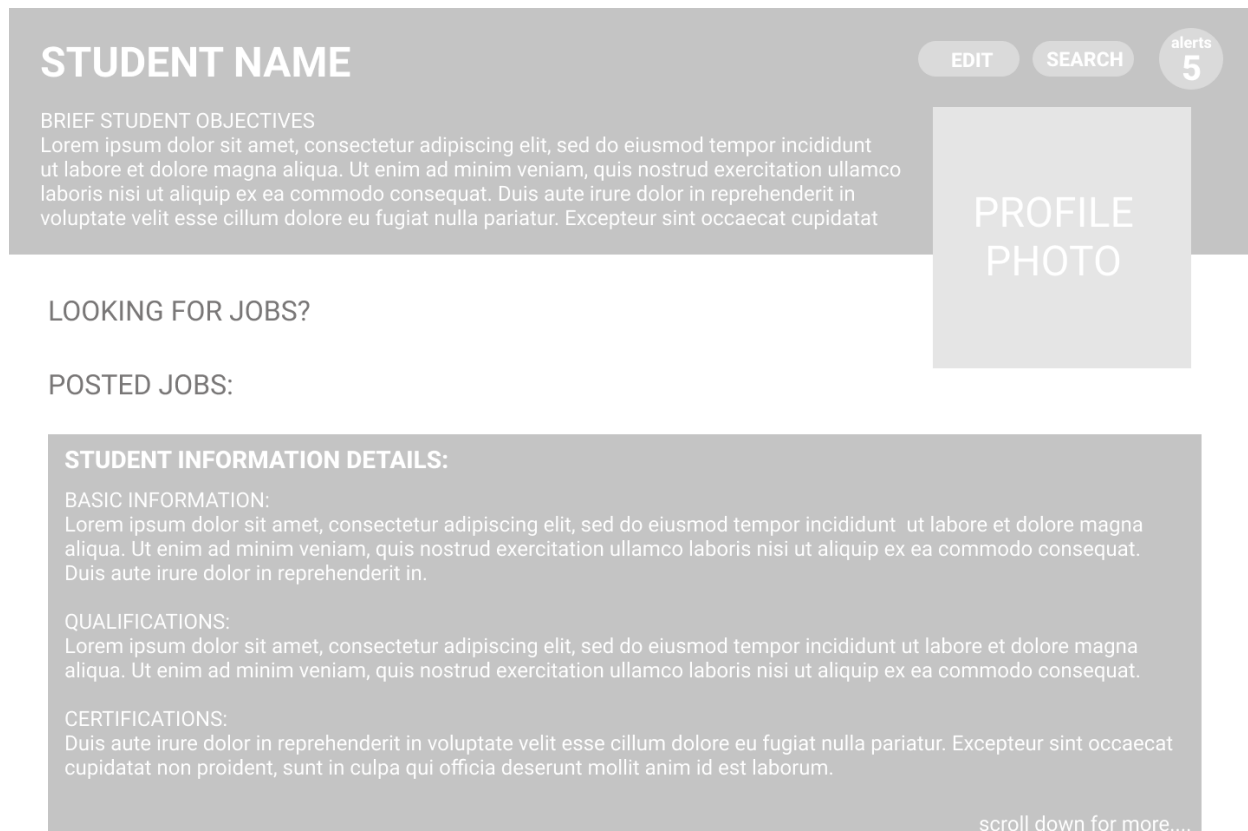 STUDENT NAME
EDIT
SEARCH
alerts
5
BRIEF STUDENT OBJECTIVES
Lorem ipsum dolor sit amet, consectetur adipiscing elit, sed do eiusmod tempor incididunt
ut labore et dolore magna aliqua. Ut enim ad minim veniam, quis nostrud exercitation ullamco
laboris nisi ut aliquip ex ea commodo consequat. Duis aute irure dolor in reprehenderit in
voluptate velit esse cillum dolore eu fugiat nulla pariatur. Excepteur sint occaecat cupidatat
PROFILE
PHOTO
LOOKING FOR JOBS?
POSTED JOBS:
STUDENT INFORMATION DETAILS:
BASIC INFORMATION:
Lorem ipsum dolor sit amet, consectetur adipiscing elit, sed do eiusmod tempor incididunt  ut labore et dolore magna
aliqua. Ut enim ad minim veniam, quis nostrud exercitation ullamco laboris nisi ut aliquip ex ea commodo consequat.
Duis aute irure dolor in reprehenderit in.
QUALIFICATIONS:
Lorem ipsum dolor sit amet, consectetur adipiscing elit, sed do eiusmod tempor incididunt ut labore et dolore magna
aliqua. Ut enim ad minim veniam, quis nostrud exercitation ullamco laboris nisi ut aliquip ex ea commodo consequat.
CERTIFICATIONS:
Duis aute irure dolor in reprehenderit in voluptate velit esse cillum dolore eu fugiat nulla pariatur. Excepteur sint occaecat
cupidatat non proident, sunt in culpa qui officia deserunt mollit anim id est laborum.
scroll down for more....